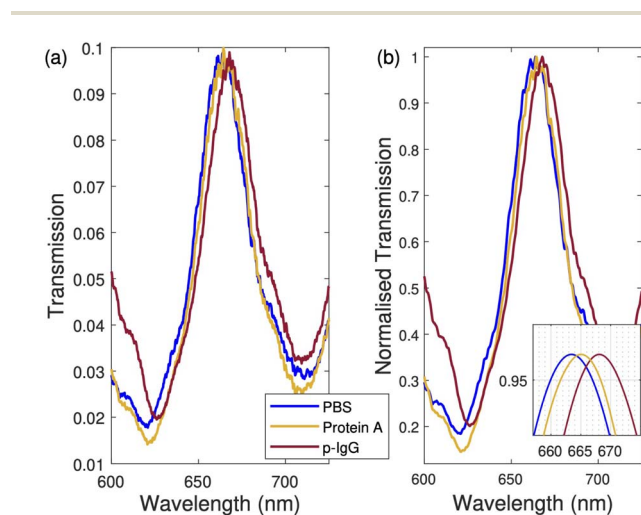 (a)
Transmission
0.1
0.09
0.08
0.07
0.06
0.05
0.04
0.03
0.02
0.01
600
650
700
Wavelength (nm)
PBS
Protein A
p-IgG
(b)
Normalised Transmission
1
0.9
0.8
0.7
0.6
0.5
0.4
0.3
0.2
600
650
700
Wavelength (nm)
0.95
660 665 670